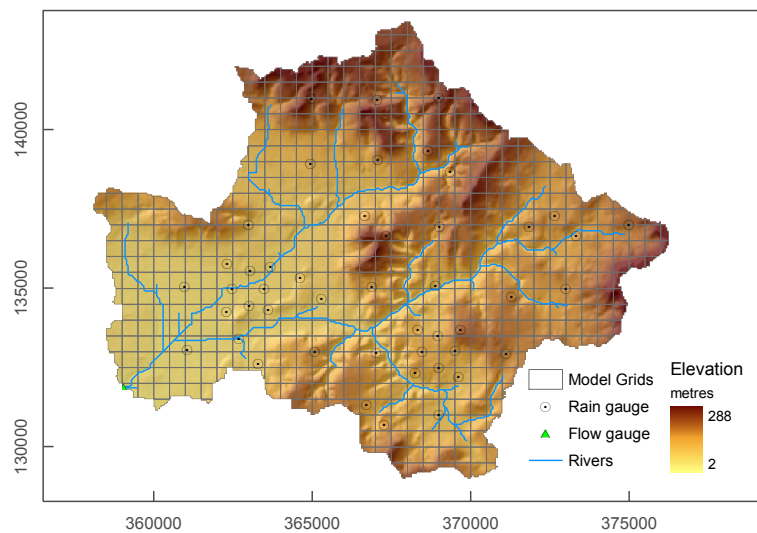 140000
135000
130000
Elevation
metres
288
2
Model Grids
Rain gauge
Flow gauge
Rivers
360000
365000
370000
375000